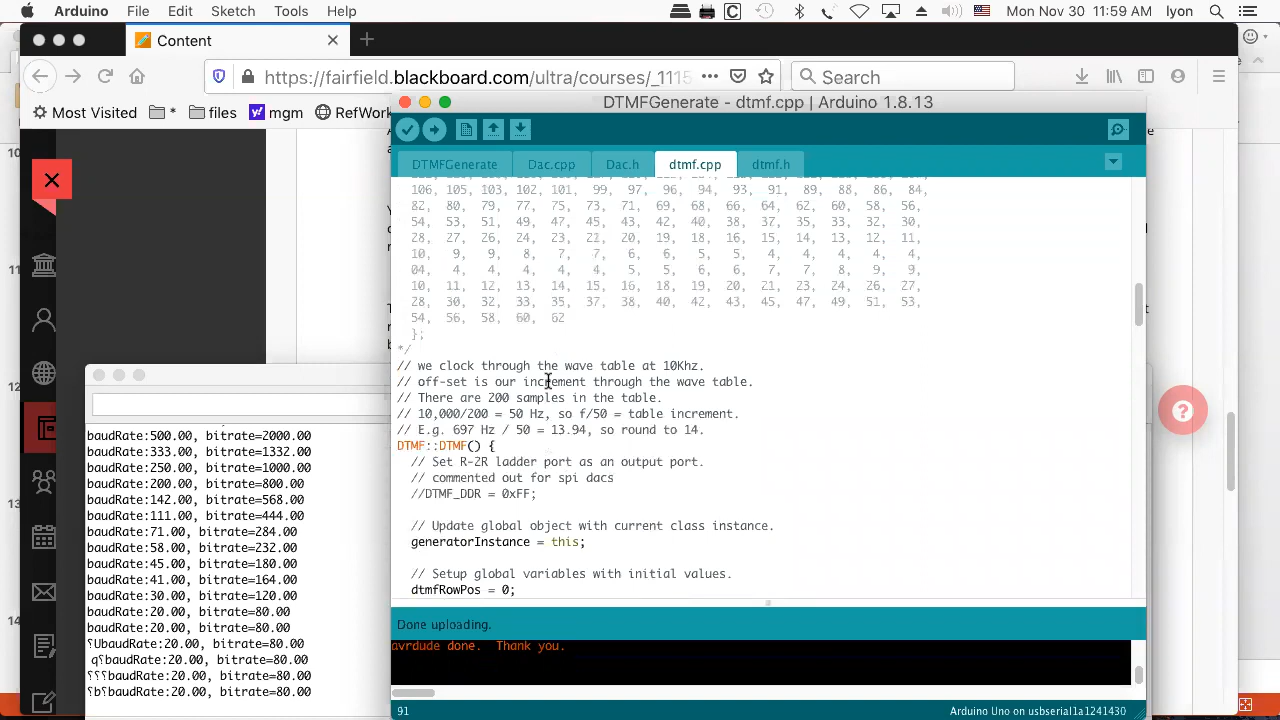 Arduino File Edit Sketch Tools Help Mon Nov 30 11:59 AM lyon
Content
https://fairfield.blackboard.com/ultra/courses/_1115 Search
Most Visited * files mgm RefWor
DTMFGenerate - dtmf.cpp | Arduino 1.8.13
DTMFGenerate Dac.cpp Dac.h dtmf.cpp dtmf.h
106, 105, 103, 102, 101, 99, 97, 96, 94, 93, 91, 89, 88, 86, 84,
82, 80, 79, 77, 75, 73, 71, 69, 68, 66, 64, 62, 60, 58, 56,
54, 53, 51, 49, 47, 45, 43, 42, 40, 38, 37, 35, 33, 32, 30,
28, 27, 26, 24, 23, 21, 20, 19, 18, 16, 15, 14, 13, 12, 11,
10, 9, 9, 8, 7, 7, 6, 6, 5, 5, 4, 4, 4, 4, 4,
04, 4, 4, 4, 4, 4, 5, 5, 6, 6, 7, 7, 8, 9, 9,
10, 11, 12, 13, 14, 15, 16, 18, 19, 20, 21, 23, 24, 26, 27,
28, 30, 32, 33, 35, 37, 38, 40, 42, 43, 45, 47, 49, 51, 53,
54, 56, 58, 60, 62
};
*/
// we clock through the wave table at 10Khz.
// off-set is our increment through the wave table.
// There are 200 samples in the table.
// 10,000/200 = 50 Hz, so f/50 = table increment.
// E.g. 697 Hz / 50 = 13.94, so round to 14.
DTMF::DTMF() {
// Set R-2R ladder port as an output port.
// commented out for spi dacs
//DTMF_DDR = 0xFF;
// Update global object with current class instance.
generatorInstance = this;
// Setup global variables with initial values.
dtmfRowPos = 0;
Done uploading.
avrdude done. Thank you.
91 Arduino Uno on usbserial1a1241430
baudRate:500.00, bitrate=2000.00
baudRate:333.00, bitrate=1332.00
baudRate:250.00, bitrate=1000.00
baudRate:200.00, bitrate=800.00
baudRate:142.00, bitrate=568.00
baudRate:111.00, bitrate=444.00
baudRate:71.00, bitrate=284.00
baudRate:58.00, bitrate=232.00
baudRate:45.00, bitrate=180.00
baudRate:41.00, bitrate=164.00
baudRate:30.00, bitrate=120.00
baudRate:20.00, bitrate=80.00
baudRate:20.00, bitrate=80.00
⸮UbaudRate:20.00, bitrate=80.00
q⸮baudRate:20.00, bitrate=80.00
⸮⸮⸮baudRate:20.00, bitrate=80.00
⸮b⸮baudRate:20.00, bitrate=80.00
10
11
12
13
14